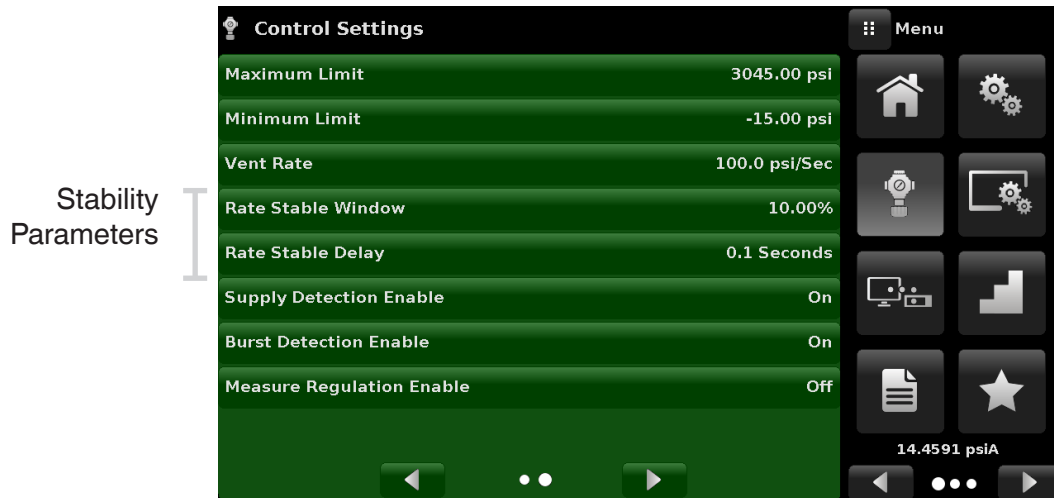 Control Settings
Menu
Maximum Limit 3045.00 psi
Minimum Limit -15.00 psi
Vent Rate 100.0 psi/Sec
Stability
Parameters
Rate Stable Window 10.00%
Rate Stable Delay 0.1 Seconds
Supply Detection Enable On
Burst Detection Enable On
Measure Regulation Enable Off
14.4591 psiA